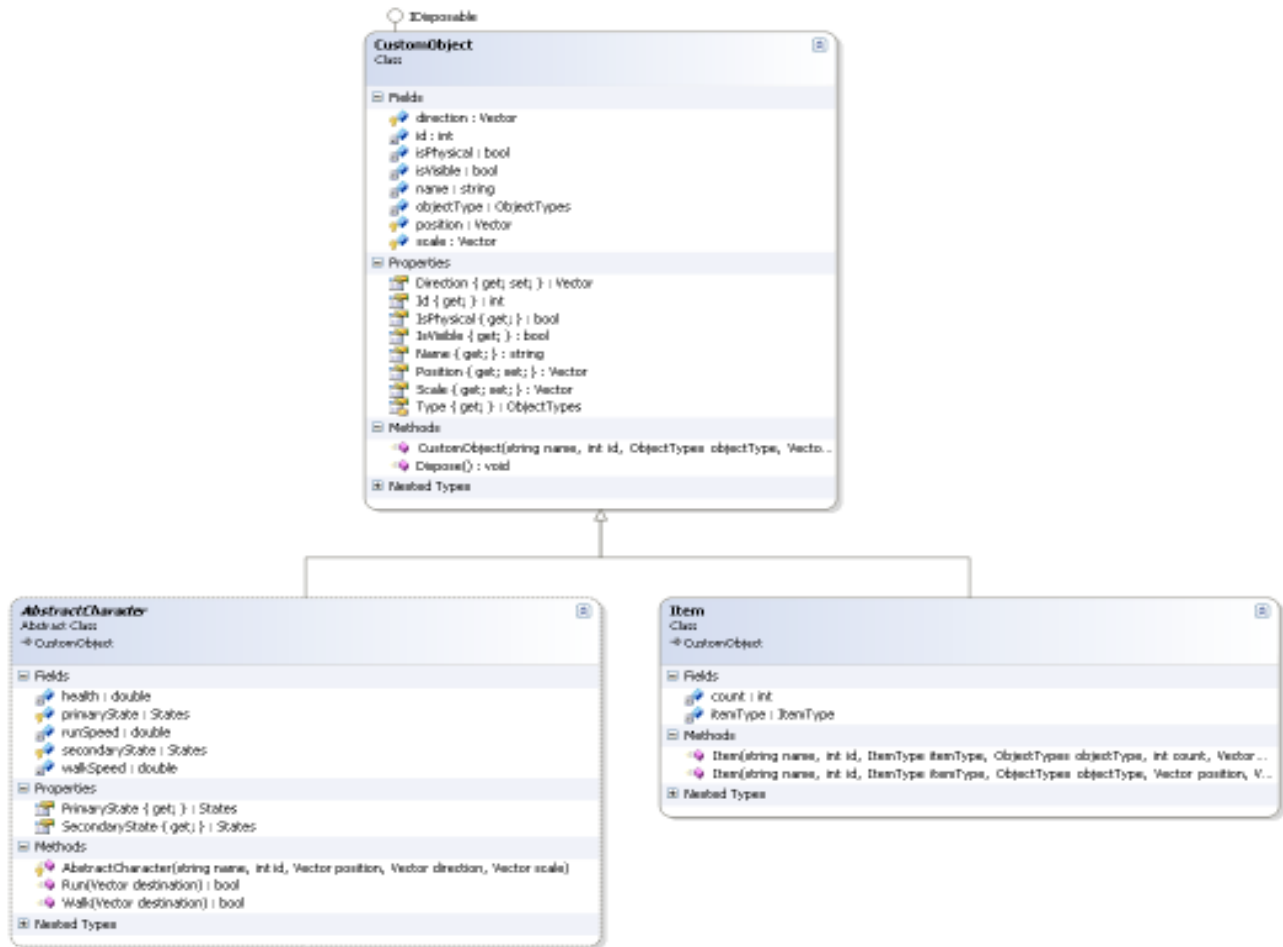 IDisposable
CustomObject
Class
Fields
direction : Vector
id : int
isPhysical : bool
isVisible : bool
name : string
objectType : ObjectTypes
position : Vector
scale : Vector
Properties
Direction { get; set; } : Vector
Id { get; } : int
IsPhysical { get; } : bool
IsVisible { get; } : bool
Name { get; } : string
Position { get; set; } : Vector
Scale { get; set; } : Vector
Type { get; } : ObjectTypes
Methods
CustomObject(string name, int id, ObjectTypes objectType, Vecto...
Dispose() : void
Nested Types
AbstractCharacter
Abstract Class
CustomObject
Fields
health : double
primaryState : States
runSpeed : double
secondaryState : States
walkSpeed : double
Properties
PrimaryState { get; } : States
SecondaryState { get; } : States
Methods
AbstractCharacter(string name, int id, Vector position, Vector direction, Vector scale)
Run(Vector destination) : bool
Walk(Vector destination) : bool
Nested Types
Item
Class
CustomObject
Fields
count : int
itemType : ItemType
Methods
Item(string name, int id, ItemType itemType, ObjectTypes objectType, int count, Vector ...
Item(string name, int id, ItemType itemType, ObjectTypes objectType, Vector position, V...
Nested Types